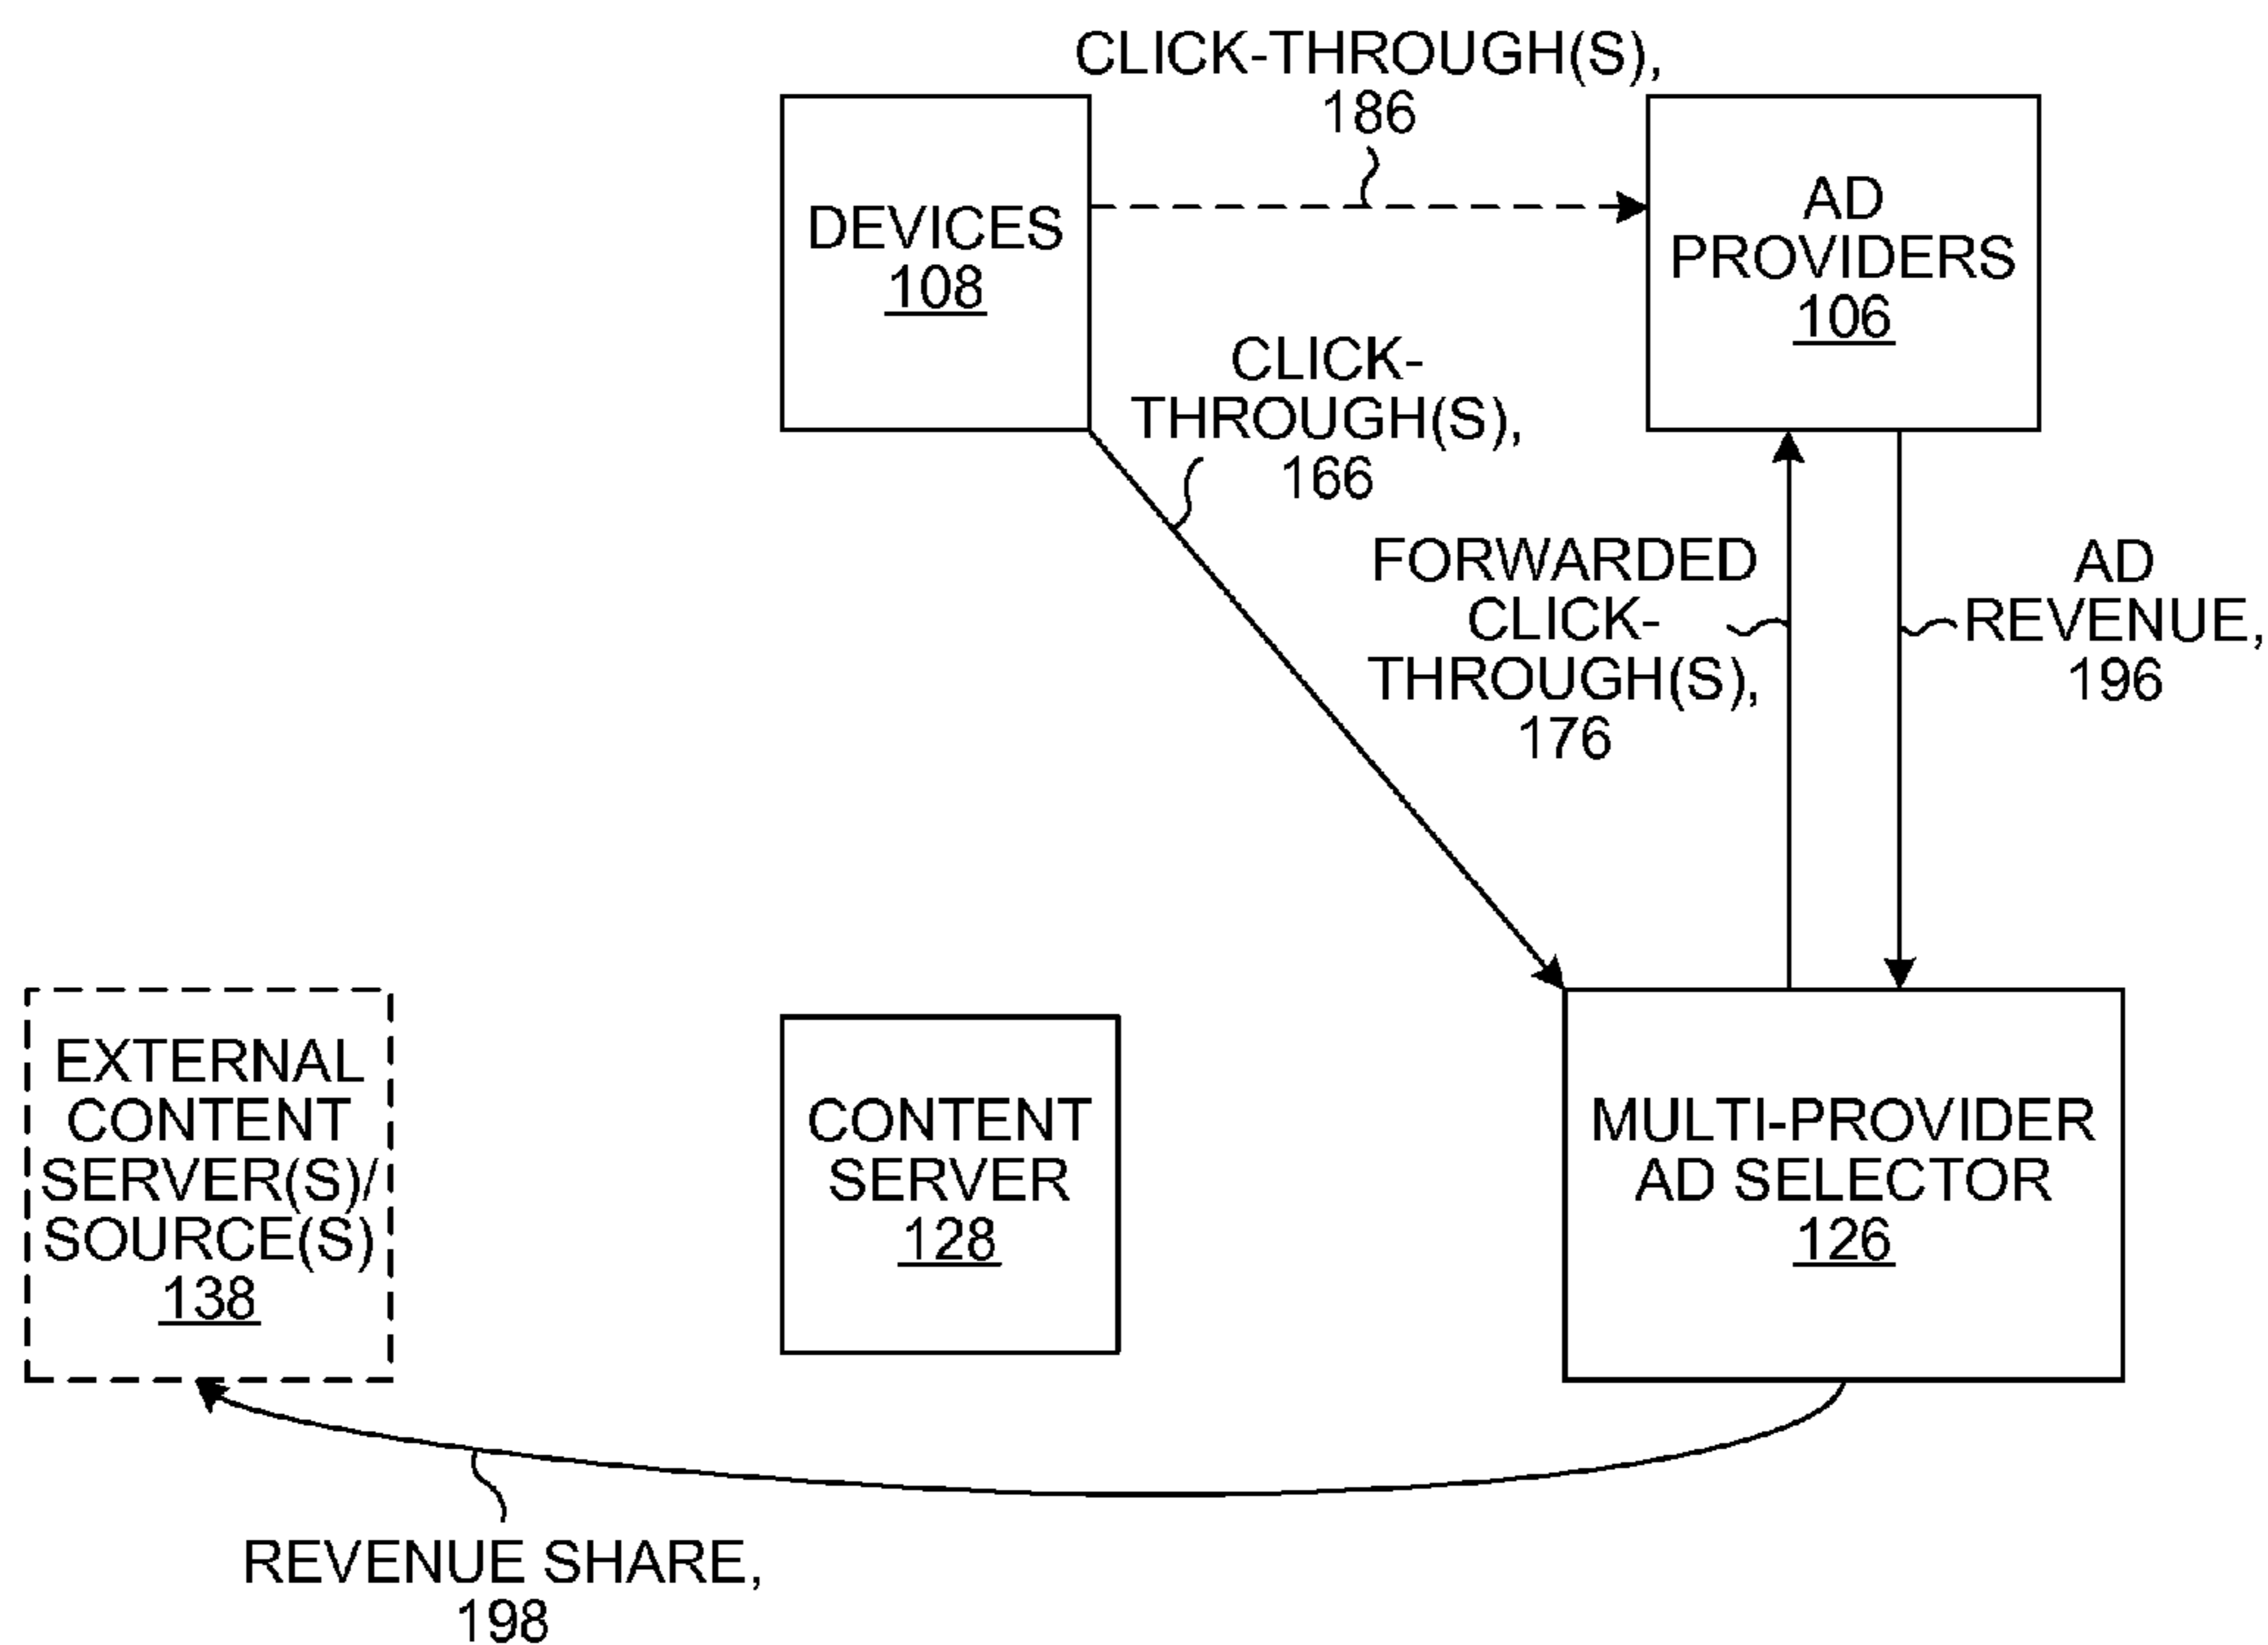 CLICK-THROUGH(S),
186
DEVICES
108
AD
PROVIDERS
106
CLICK-
THROUGH(S),
166
FORWARDED
CLICK-
THROUGH(S),
176
AD
REVENUE,
196
EXTERNAL
CONTENT
SERVER(S)/
SOURCE(S)
138
CONTENT
SERVER
128
MULTI-PROVIDER
AD SELECTOR
126
REVENUE SHARE,
198